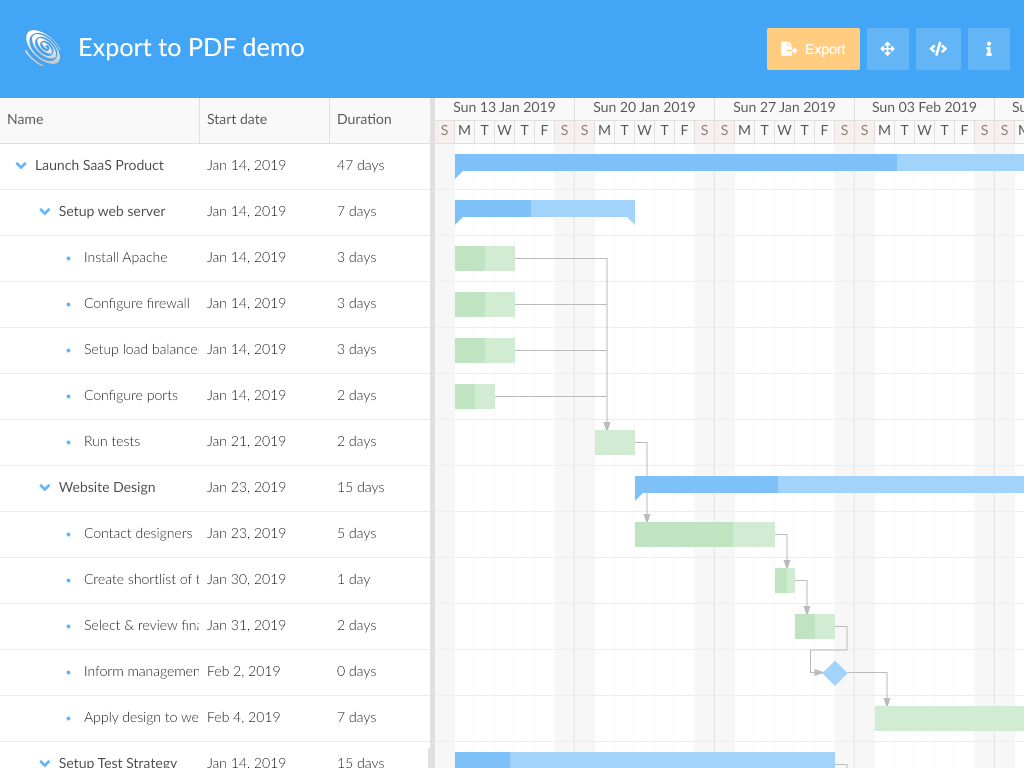 Export to PDF demo
Export
Name Start date Duration
Sun 13 Jan 2019 Sun 20 Jan 2019 Sun 27 Jan 2019 Sun 03 Feb 2019
S M T W T F S S M T W T F S S M T W T F S S M T W T F S S
Launch SaaS Product Jan 14, 2019 47 days
Setup web server Jan 14, 2019 7 days
Install Apache Jan 14, 2019 3 days
Configure firewall Jan 14, 2019 3 days
Setup load balance Jan 14, 2019 3 days
Configure ports Jan 14, 2019 2 days
Run tests Jan 21, 2019 2 days
Website Design Jan 23, 2019 15 days
Contact designers Jan 23, 2019 5 days
Create shortlist of t Jan 30, 2019 1 day
Select & review fina Jan 31, 2019 2 days
Inform managemen Feb 2, 2019 0 days
Apply design to we Feb 4, 2019 7 days
Setup Test Strategy Jan 14, 2019 15 days